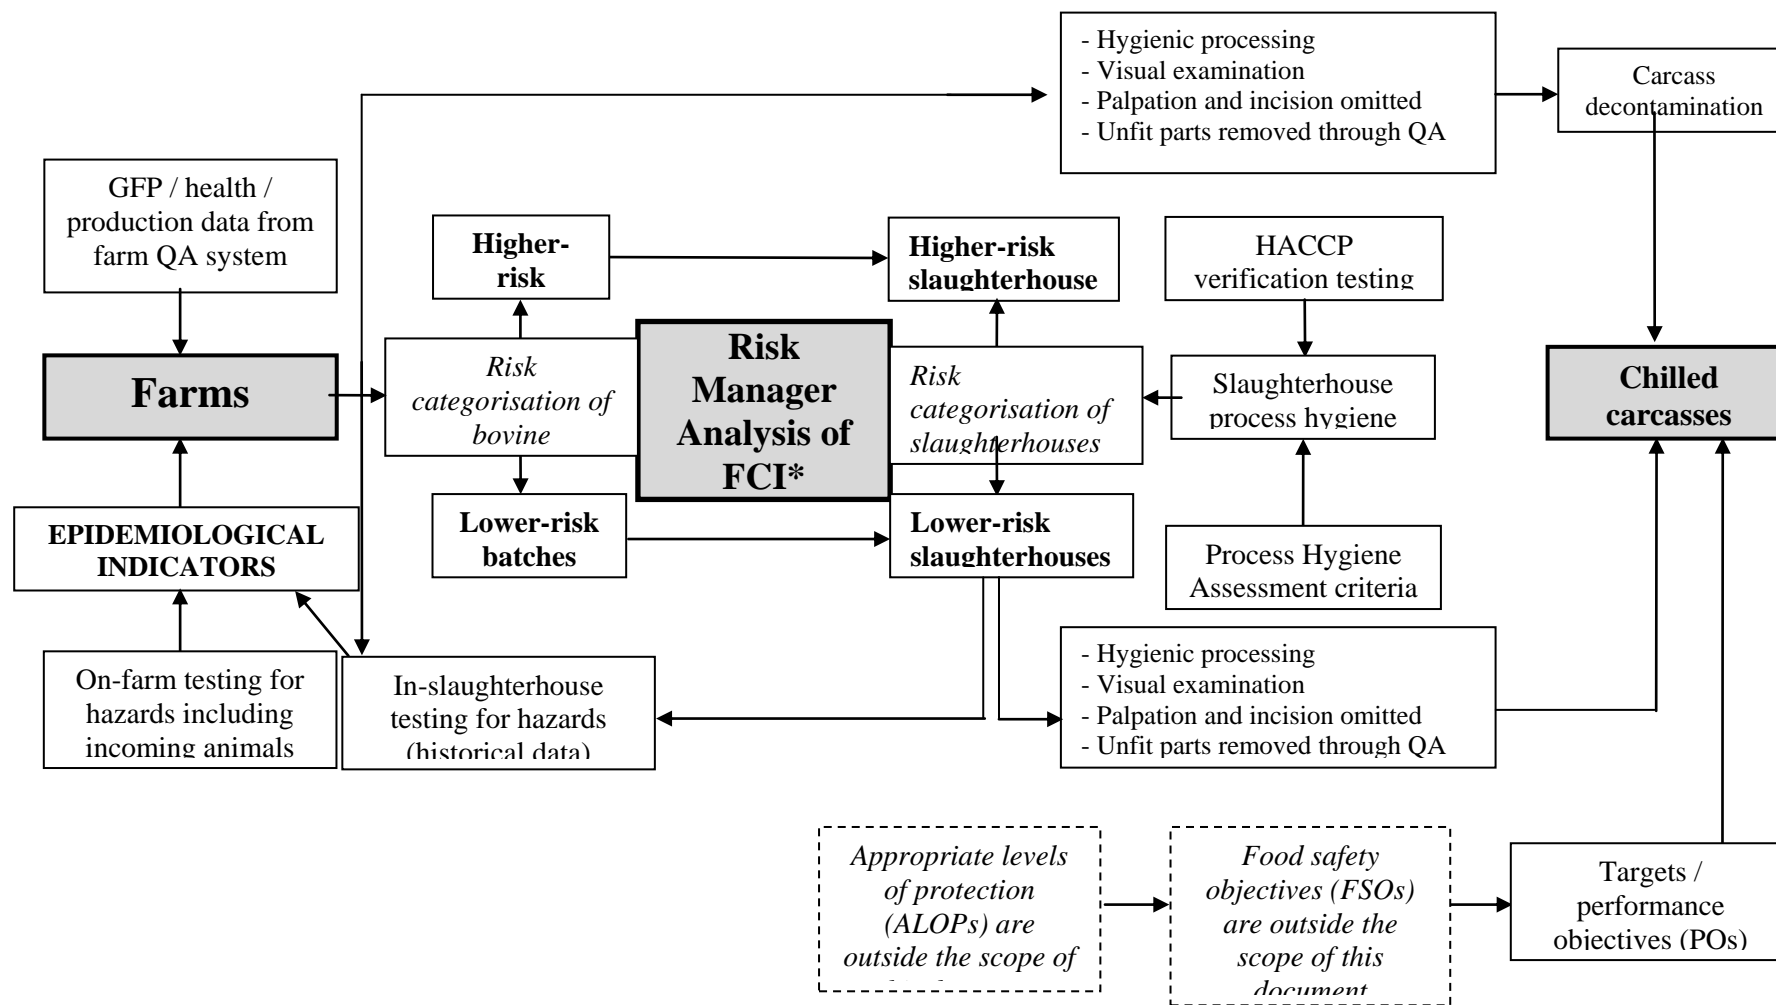 - Hygienic processing
- Visual examination
- Palpation and incision omitted
- Unfit parts removed through QA
Carcass
decontamination
GFP / health /
production data from
farm QA system
Higher-
risk
Higher-risk
slaughterhouse
HACCP
verification testing
Farms
Risk
categorisation of
bovine
Risk
Manager
Analysis of
FCI*
Risk
categorisation of
slaughterhouses
Slaughterhouse
process hygiene
Chilled
carcasses
EPIDEMIOLOGICAL
INDICATORS
Lower-risk
batches
Lower-risk
slaughterhouses
Process Hygiene
Assessment criteria
On-farm testing for
hazards including
incoming animals
In-slaughterhouse
testing for hazards
(historical data)
- Hygienic processing
- Visual examination
- Palpation and incision omitted
- Unfit parts removed through QA
Appropriate levels
of protection
(ALOPs) are
outside the scope of
Food safety
objectives (FSOs)
are outside the
scope of this
document
Targets /
performance
objectives (POs)